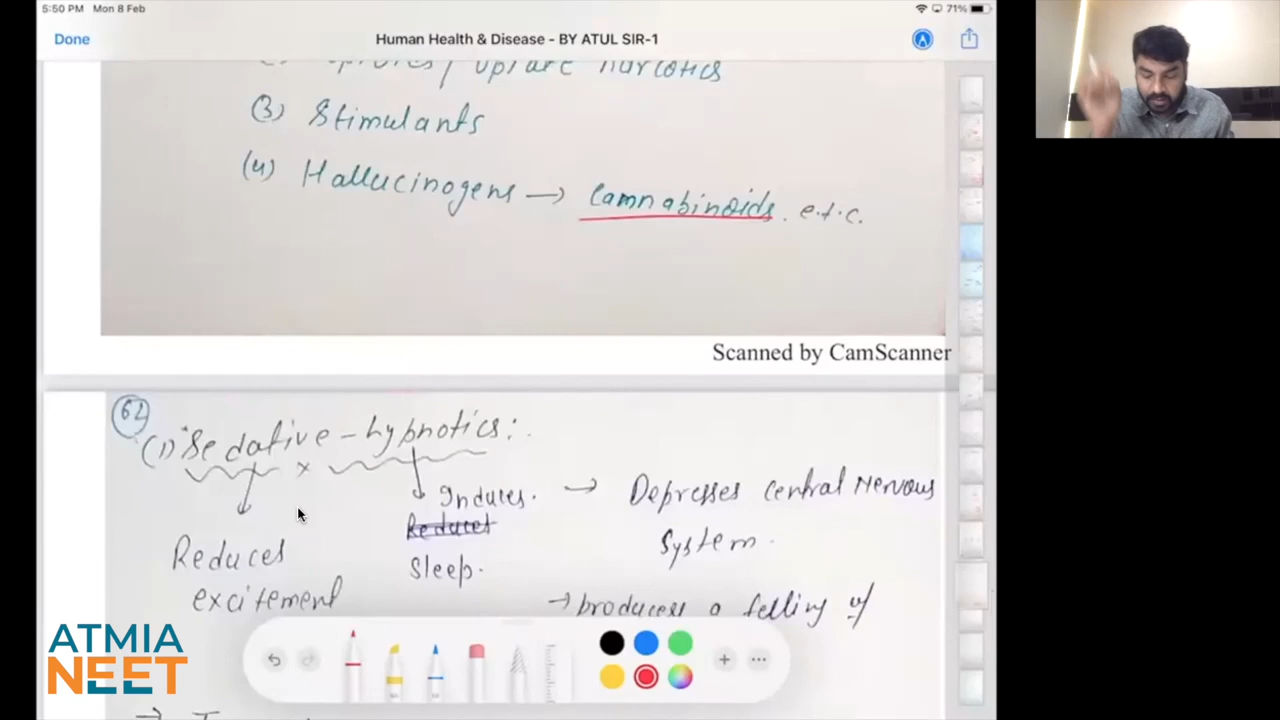 5:50 PM Mon 8 Feb
71%
Done
Human Health & Disease - BY ATUL SIR-1
narcotics
(3) Stimulants
(4) Hallucinogens → Camnabinoids. e.t.c.
Scanned by CamScanner
62
(1) Sedative-hypnotics:
Induces. → Depresses Central Nervous
Reduces
Reduces Sleep. System.
excitement
→ produces a felling of
ATMIA
NEET